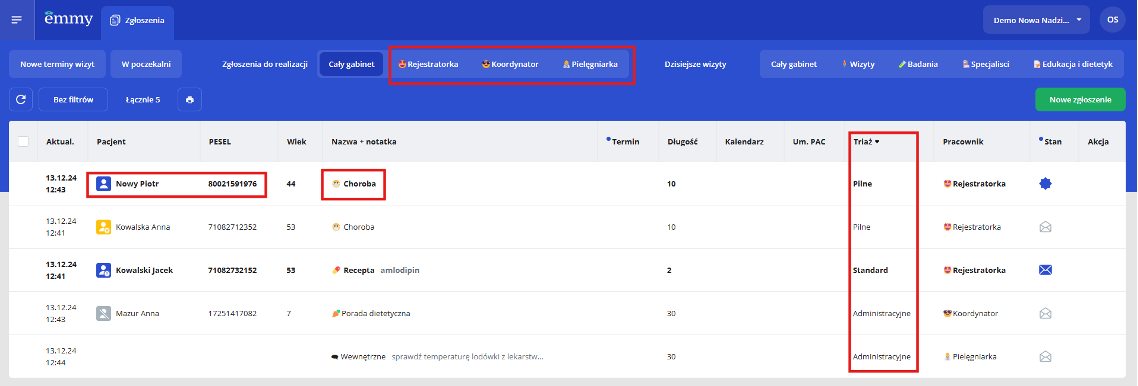 emmy Zgłoszenia Demo Nowa Nadzi... OS
Nowe terminy wizyt W poczekalni Zgłoszenia do realizacji Cały gabinet Rejestratorka Koordynator Pielęgniarka Dzisiejsze wizyty Cały gabinet Wizyty Badania Specjaliści Edukacja i dietetyk
Bez filtrów Łącznie 5 Nowe zgłoszenie
Aktual. Pacjent PESEL Wiek Nazwa + notatka Termin Długość Kalendarz Um. PAC Triaż Pracownik Stan Akcja
13.12.24
12:43 Nowy Piotr 80021591976 44 Choroba 10 Pilne Rejestratorka
13.12.24
12:41 Kowalska Anna 71082712352 53 Choroba 10 Pilne Rejestratorka
13.12.24
12:41 Kowalski Jacek 71082732152 53 Recepta amlodipin 2 Standard Rejestratorka
13.12.24
12:43 Mazur Anna 17251417082 7 Porada dietetyczna 30 Administracyjne Koordynator
13.12.24
12:44 Wewnętrzne sprawdź temperaturę lodówki z lekarstw... 30 Administracyjne Pielęgniarka